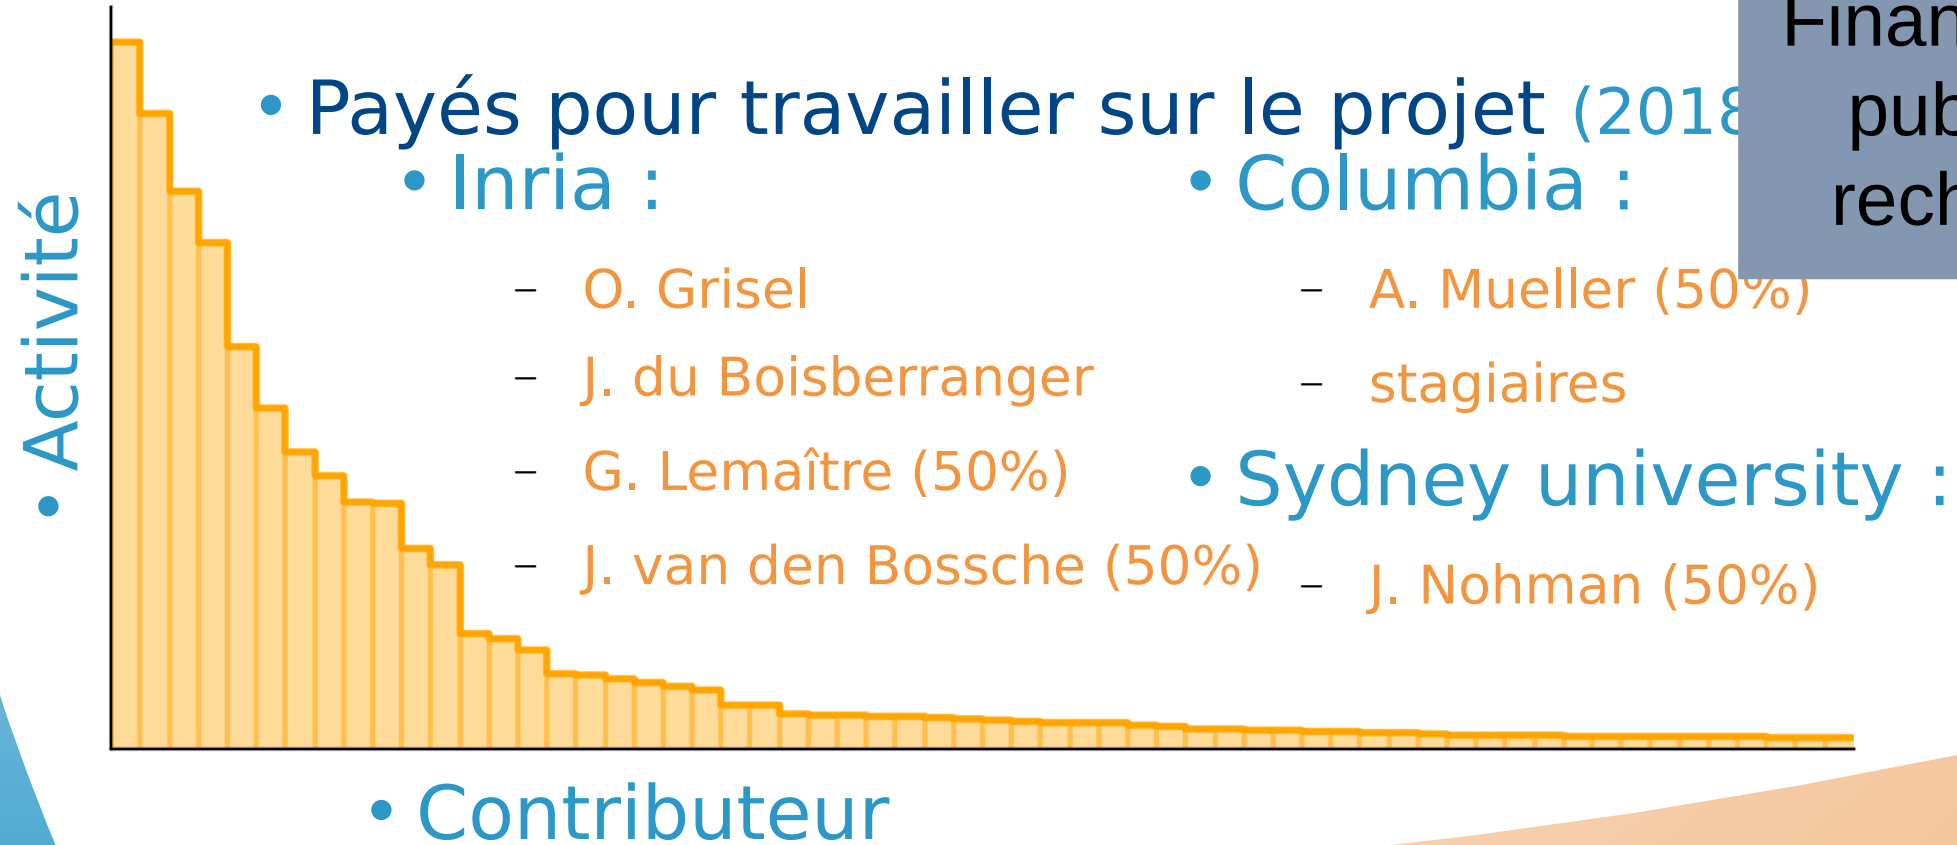 • Payés pour travailler sur le projet (2018
• Inria :
– O. Grisel
– J. du Boisberranger
– G. Lemaître (50%)
– J. van den Bossche (50%)
• Columbia :
– A. Mueller (50%)
– stagiaires
• Sydney university :
– J. Nohman (50%)
• Activité
• Contributeur